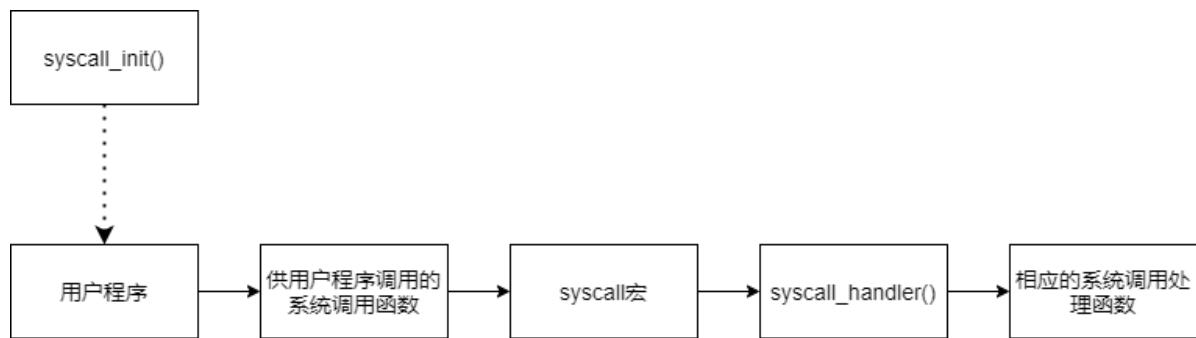 syscall_init()
用户程序
供用户程序调用的
系统调用函数
syscall宏
syscall_handler()
相应的系统调用处
理函数